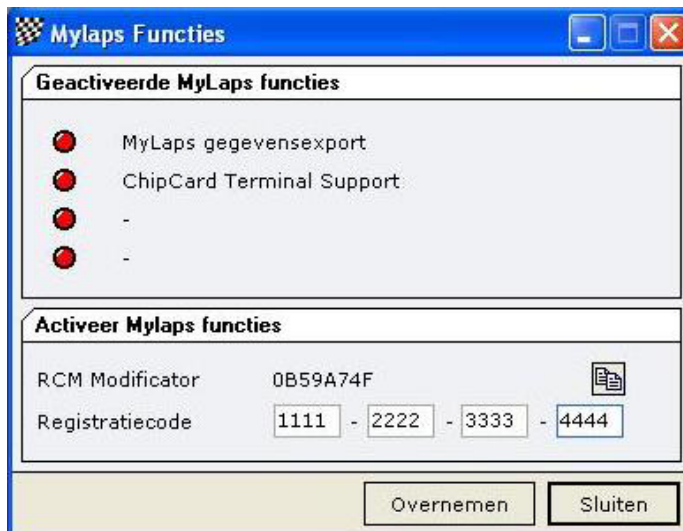 Mylaps Functies
Geactiveerde MyLaps functies
MyLaps gegevensexport
ChipCard Terminal Support
-
-
Activeer Mylaps functies
RCM Modificator 0B59A74F
Registratiecode 1111 - 2222 - 3333 - 4444
Overnemen Sluiten